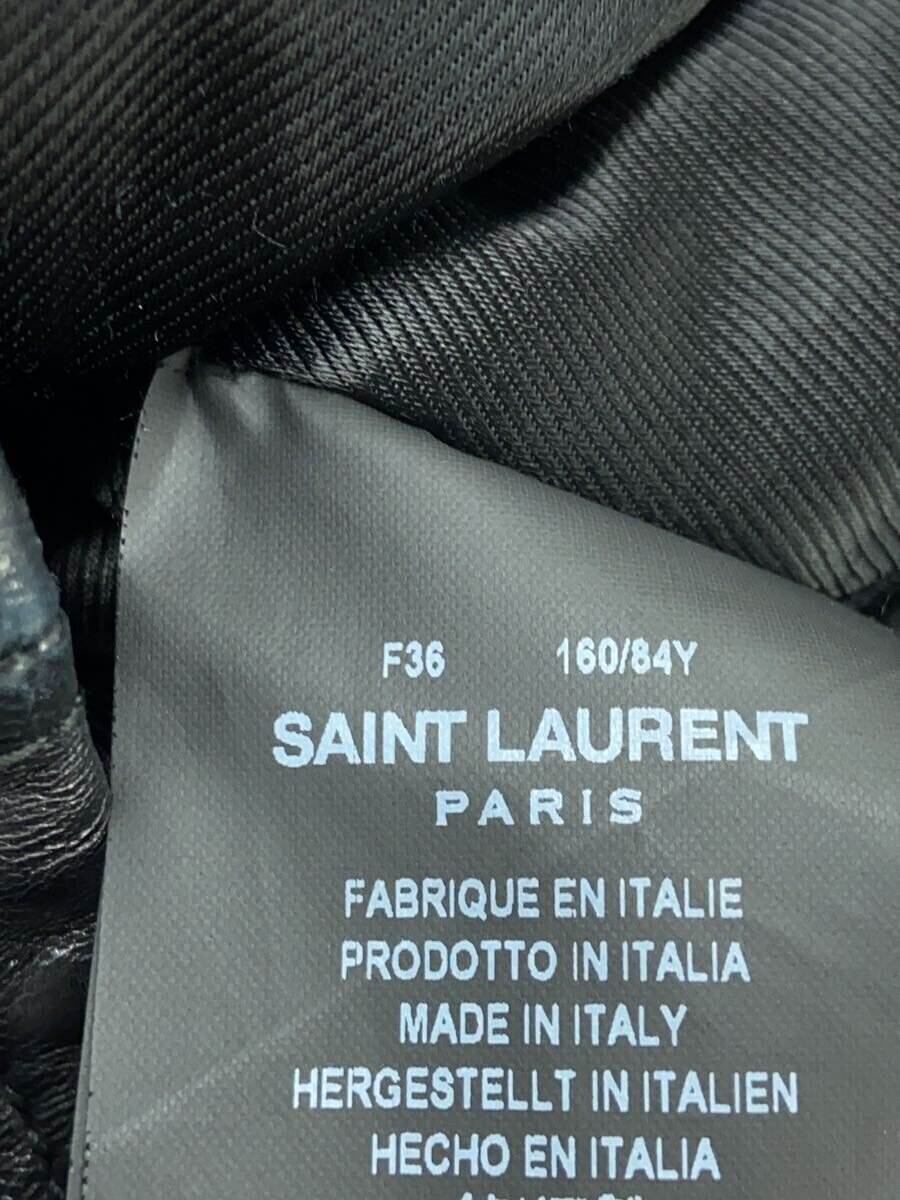 F36 160/84Y
SAINT LAURENT
PARIS
FABRIQUE EN ITALIE
PRODOTTO IN ITALIA
MADE IN ITALY
HERGESTELLT IN ITALIEN
HECHO EN ITALIA